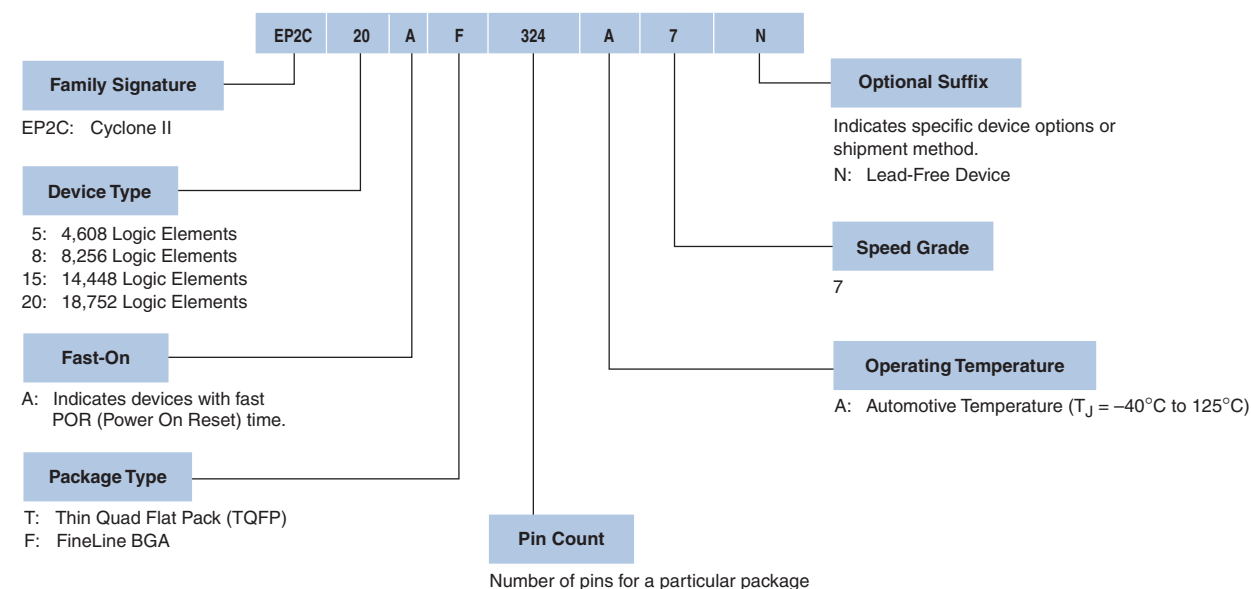 EP2C 20 A F 324 A 7 N
Family Signature
EP2C: Cyclone II
Device Type
5: 4,608 Logic Elements
8: 8,256 Logic Elements
15: 14,448 Logic Elements
20: 18,752 Logic Elements
Fast-On
A: Indicates devices with fast
POR (Power On Reset) time.
Package Type
T: Thin Quad Flat Pack (TQFP)
F: FineLine BGA
Pin Count
Number of pins for a particular package
Optional Suffix
Indicates specific device options or
shipment method.
N: Lead-Free Device
Speed Grade
7
Operating Temperature
A: Automotive Temperature (TJ = –40°C to 125°C)